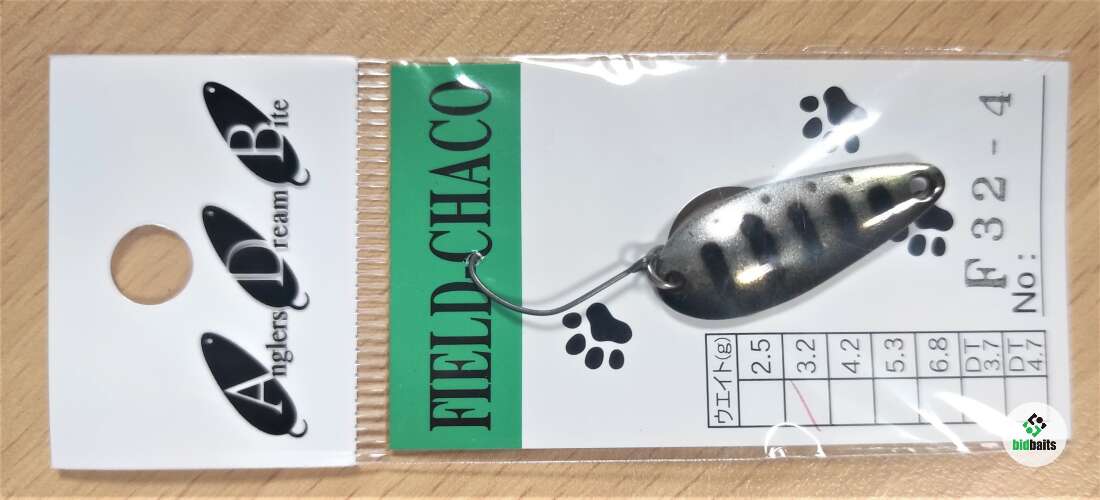 Anglers
Dream
Bite
FIELD-CHACO
No: F32-4
ウエイト(g)
2.5
3.2
4.2
5.3
6.8
DT 3.7
DT 4.7
bidbaits